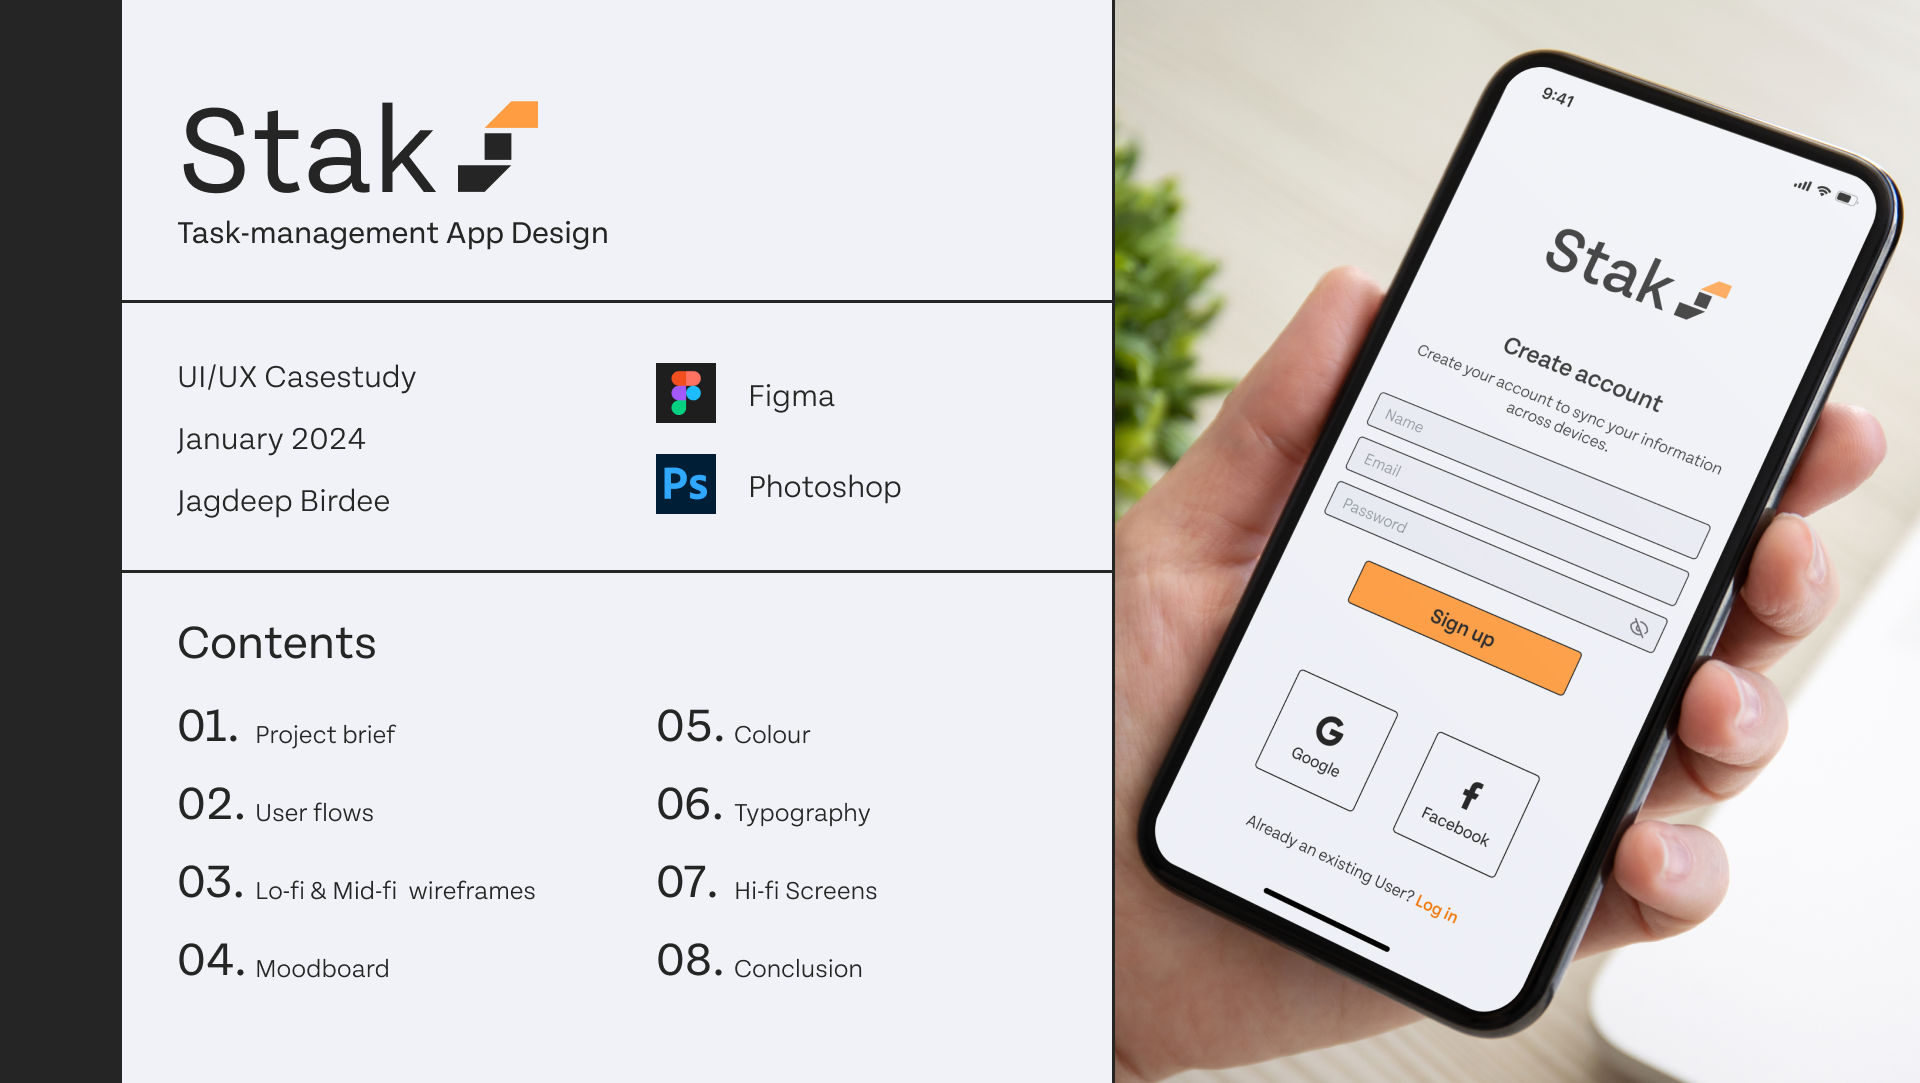 Stak
Task-management App Design
UI/UX Casestudy
January 2024
Jagdeep Birdee
Figma
Ps
Photoshop
Contents
01. Project brief
02. User flows
03. Lo-fi & Mid-fi wireframes
04. Moodboard
05. Colour
06. Typography
07. Hi-fi Screens
08. Conclusion
9:41
Stak
Create account
Create your account to sync your information
across devices.
Name
Email
Password
Sign up
G
Google
f
Facebook
Already an existing User? Log in